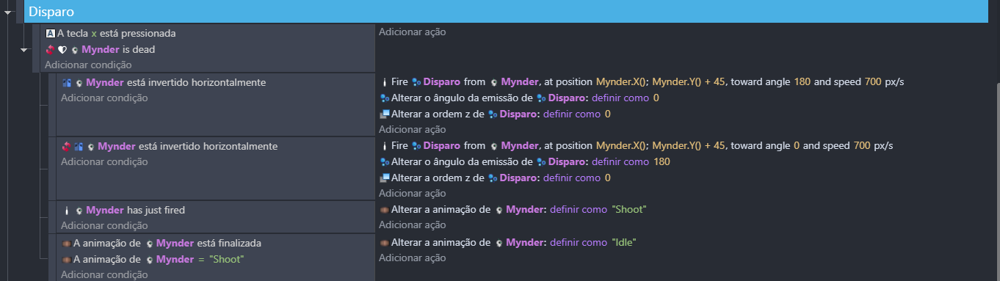 Disparo
A tecla x está pressionada
Adicionar ação
Mynder is dead
Adicionar condição
Mynder está invertido horizontalmente
Adicionar condição
Fire Disparo from Mynder, at position Mynder.X(); Mynder.Y() + 45, toward angle 180 and speed 700 px/s
Alterar o ângulo da emissão de Disparo: definir como 0
Alterar a ordem z de Disparo: definir como 0
Adicionar ação
Mynder está invertido horizontalmente
Adicionar condição
Fire Disparo from Mynder, at position Mynder.X(); Mynder.Y() + 45, toward angle 0 and speed 700 px/s
Alterar o ângulo da emissão de Disparo: definir como 180
Alterar a ordem z de Disparo: definir como 0
Adicionar ação
Mynder has just fired
Adicionar condição
Alterar a animação de Mynder: definir como "Shoot"
Adicionar ação
A animação de Mynder está finalizada
A animação de Mynder = "Shoot"
Adicionar condição
Alterar a animação de Mynder: definir como "Idle"
Adicionar ação